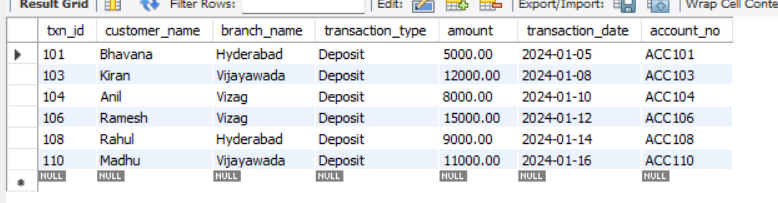 Result Grid Filter Rows: Edit: Export/Import: Wrap Cell Conte
txn_id customer_name branch_name transaction_type amount transaction_date account_no
101 Bhavana Hyderabad Deposit 5000.00 2024-01-05 ACC101
103 Kiran Vijayawada Deposit 12000.00 2024-01-08 ACC103
104 Anil Vizag Deposit 8000.00 2024-01-10 ACC104
106 Ramesh Vizag Deposit 15000.00 2024-01-12 ACC106
108 Rahul Hyderabad Deposit 9000.00 2024-01-14 ACC108
110 Madhu Vijayawada Deposit 11000.00 2024-01-16 ACC110
NULL NULL NULL NULL NULL NULL NULL